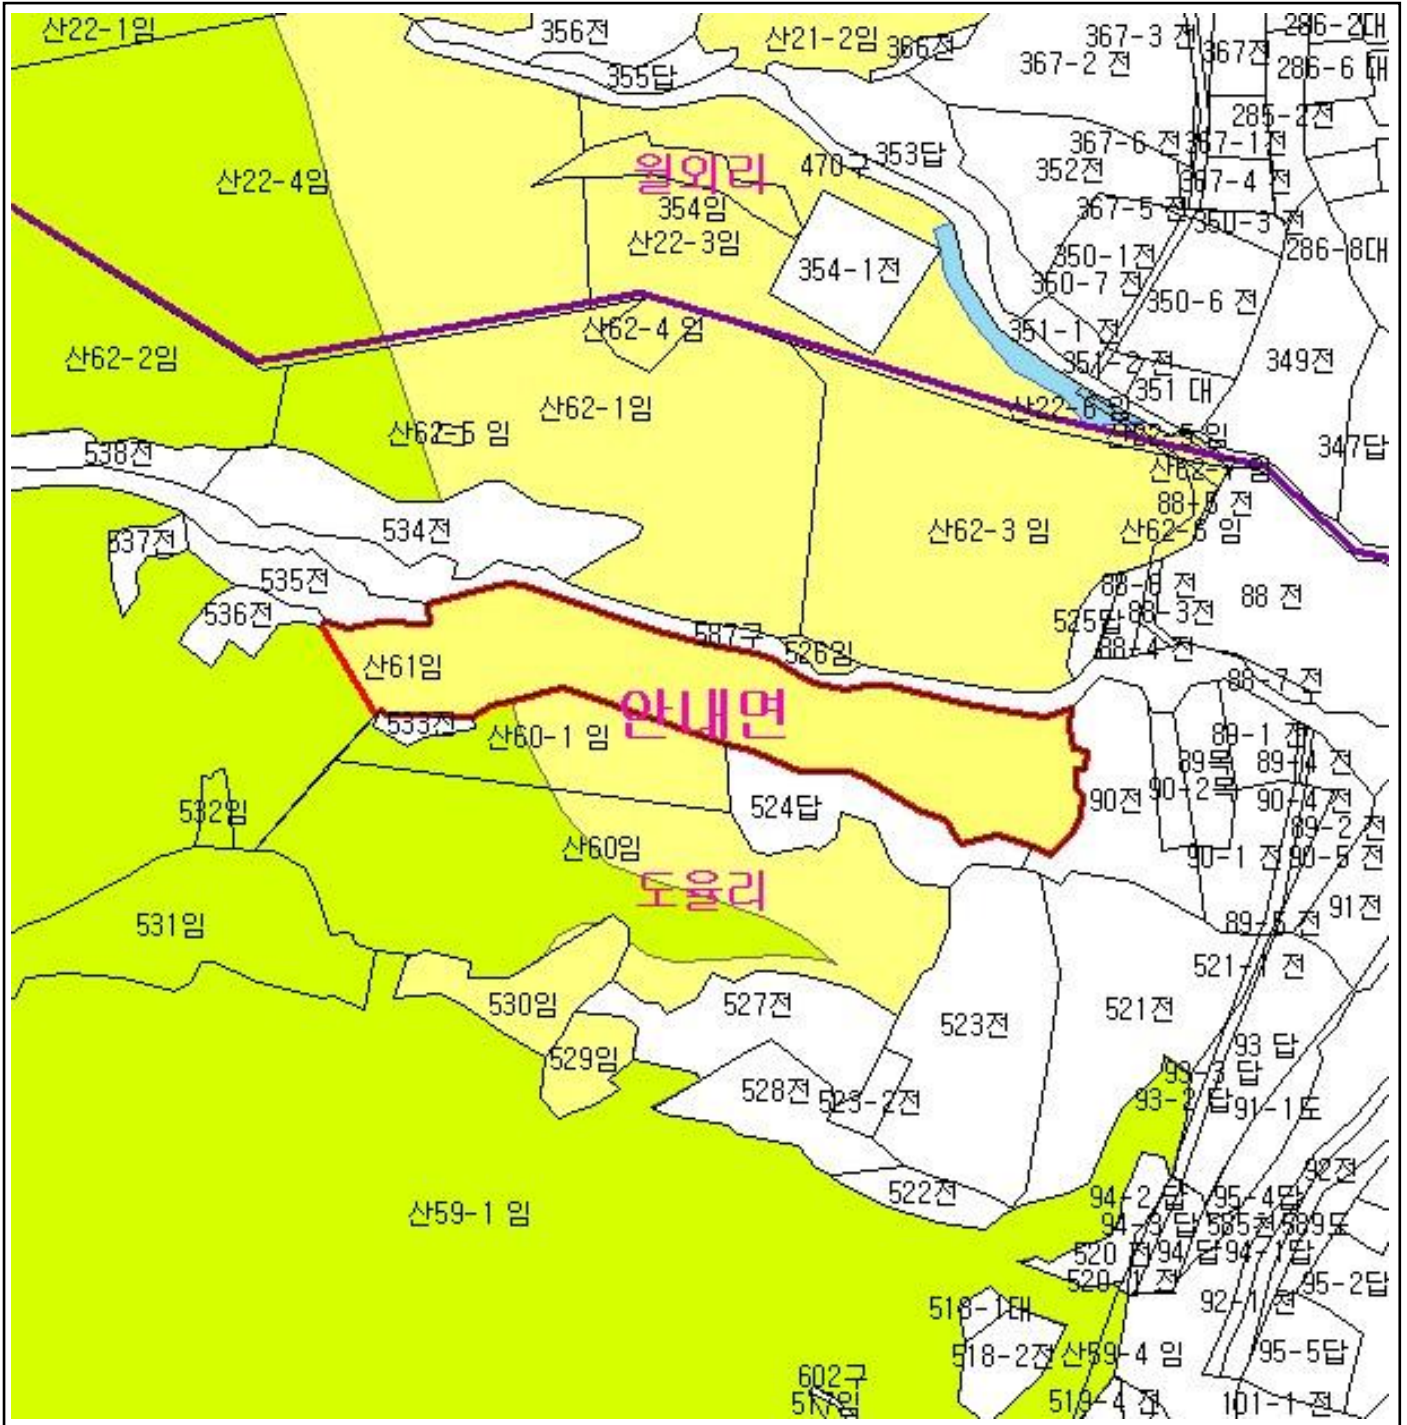 산22-1임
356전
산21-2임
366전
367-3 전
367전
286-2대
367-2 전
286-6 대
355답
285-2전
367-6 전
367-1전
353답
470구
352전
367-4 전
산22-4임
월외리
354임
367-5 전
350-3 전
산22-3임
286-8대
350-1전
354-1전
350-7 전
350-6 전
산62-4 임
351-1 전
산62-2임
351-2 전
349전
351 대
산62-1임
산22-6 임
347답
538전
88-5 전
534전
산62-3 임
산62-6 임
537전
535전
88 전
536전
88-3전
525답
587구
88-4 전
526임
산61임
88-7 전
안내면
533전
산60-1 임
89-1 전
89목
89-4 전
90-2목
90전
90-4 전
532임
524답
89-2 전
산60임
90-1 전
90-5 전
도율리
91전
531임
89-5 전
521-1 전
530임
527전
521전
523전
93 답
529임
93-3 답
528전
523-2전
93-2 답
91-1도
92전
522전
94-2 답
95-4답
산59-1 임
94-3 답
585천
589도
520 전
94 답
94-1답
520-1 전
95-2답
92-1 전
518-1대
518-2전
산59-4 임
95-5답
602구
517임
519-4 전
101-1 전